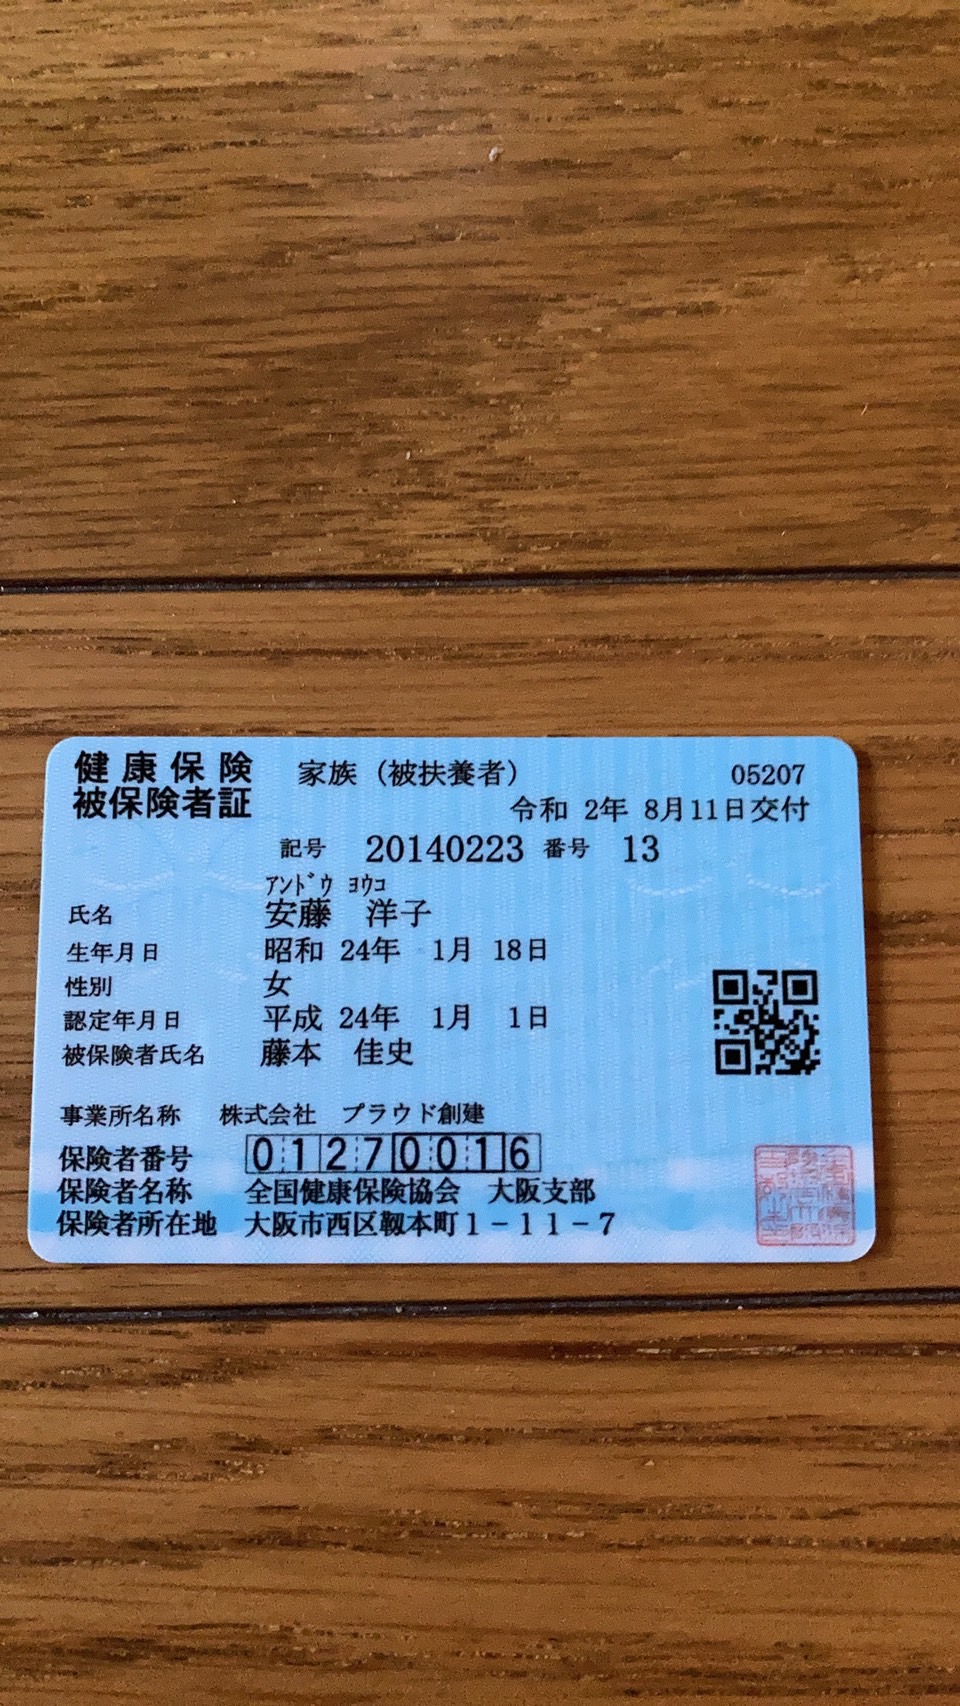 健康保険 家族（被扶養者） 05207
被保険者証 令和 2年 8月11日交付
記号 20140223 番号 13
ｱﾝﾄﾞｳ ﾖｳｺ
氏名 安藤 洋子
生年月日 昭和 24年 1月 18日
性別 女
認定年月日 平成 24年 1月 1日
被保険者氏名 藤本 佳史
事業所名称 株式会社 プラウド創建
保険者番号 01270016
保険者名称 全国健康保険協会 大阪支部
保険者所在地 大阪市西区靱本町１－１１－７